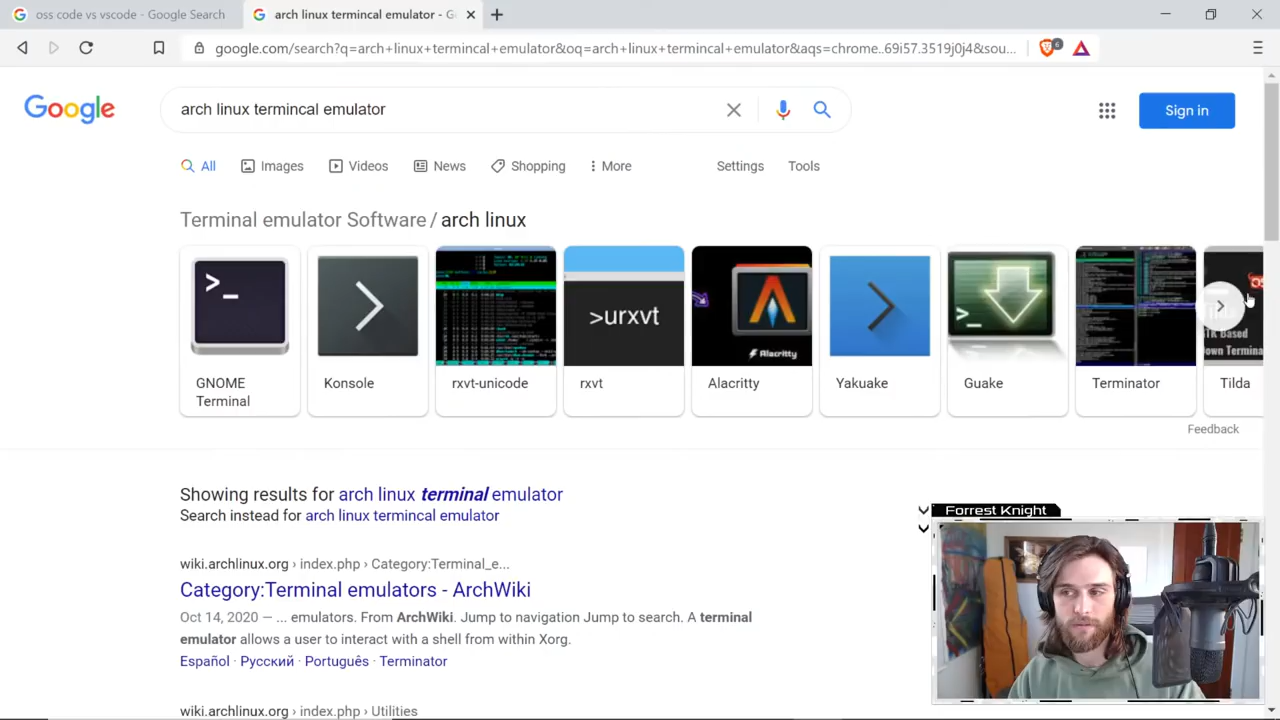 oss code vs vscode - Google Search
arch linux termincal emulator - G
google.com/search?q=arch+linux+termincal+emulator&oq=arch+linux+termincal+emulator&aqs=chrome..69i57.3519j0j4&sou...
6
Google
arch linux termincal emulator
Sign in
All
Images
Videos
News
Shopping
More
Settings
Tools
Terminal emulator Software / arch linux
>_
>urxvt
Alacritty
Down Termina
GNOME Terminal
Konsole
rxvt-unicode
rxvt
Alacritty
Yakuake
Guake
Terminator
Tilda
Feedback
Showing results for arch linux terminal emulator
Search instead for arch linux termincal emulator
Forrest Knight
wiki.archlinux.org › index.php › Category:Terminal_e...
Category:Terminal emulators - ArchWiki
Oct 14, 2020 — ... emulators. From ArchWiki. Jump to navigation Jump to search. A terminal
emulator allows a user to interact with a shell from within Xorg.
Español · Русский · Português · Terminator
wiki.archlinux.org › index.php › Utilities